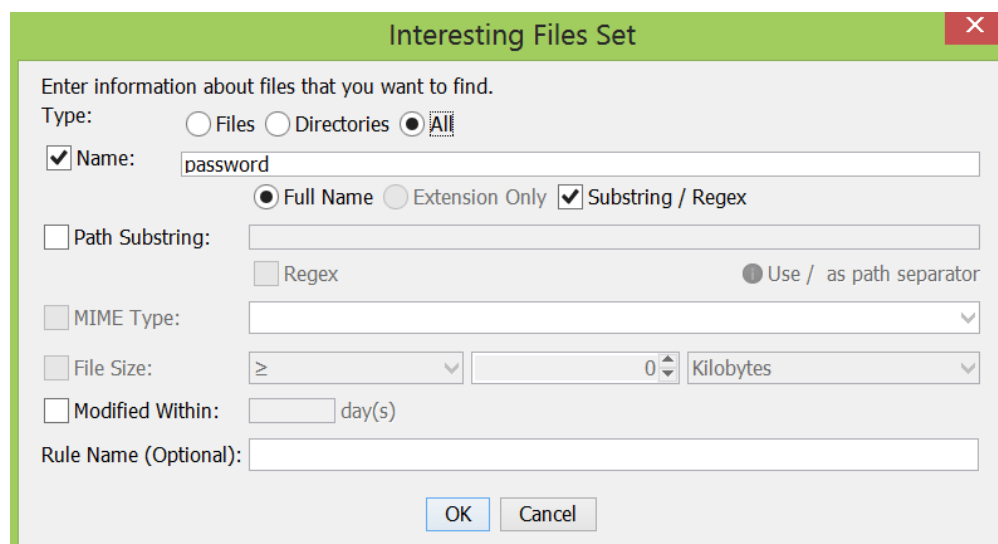 Interesting Files Set
Enter information about files that you want to find.
Type: Files Directories All
Name: password
Full Name Extension Only Substring / Regex
Path Substring:
Regex Use / as path separator
MIME Type:
File Size: ≥ 0 Kilobytes
Modified Within: day(s)
Rule Name (Optional):
OK Cancel